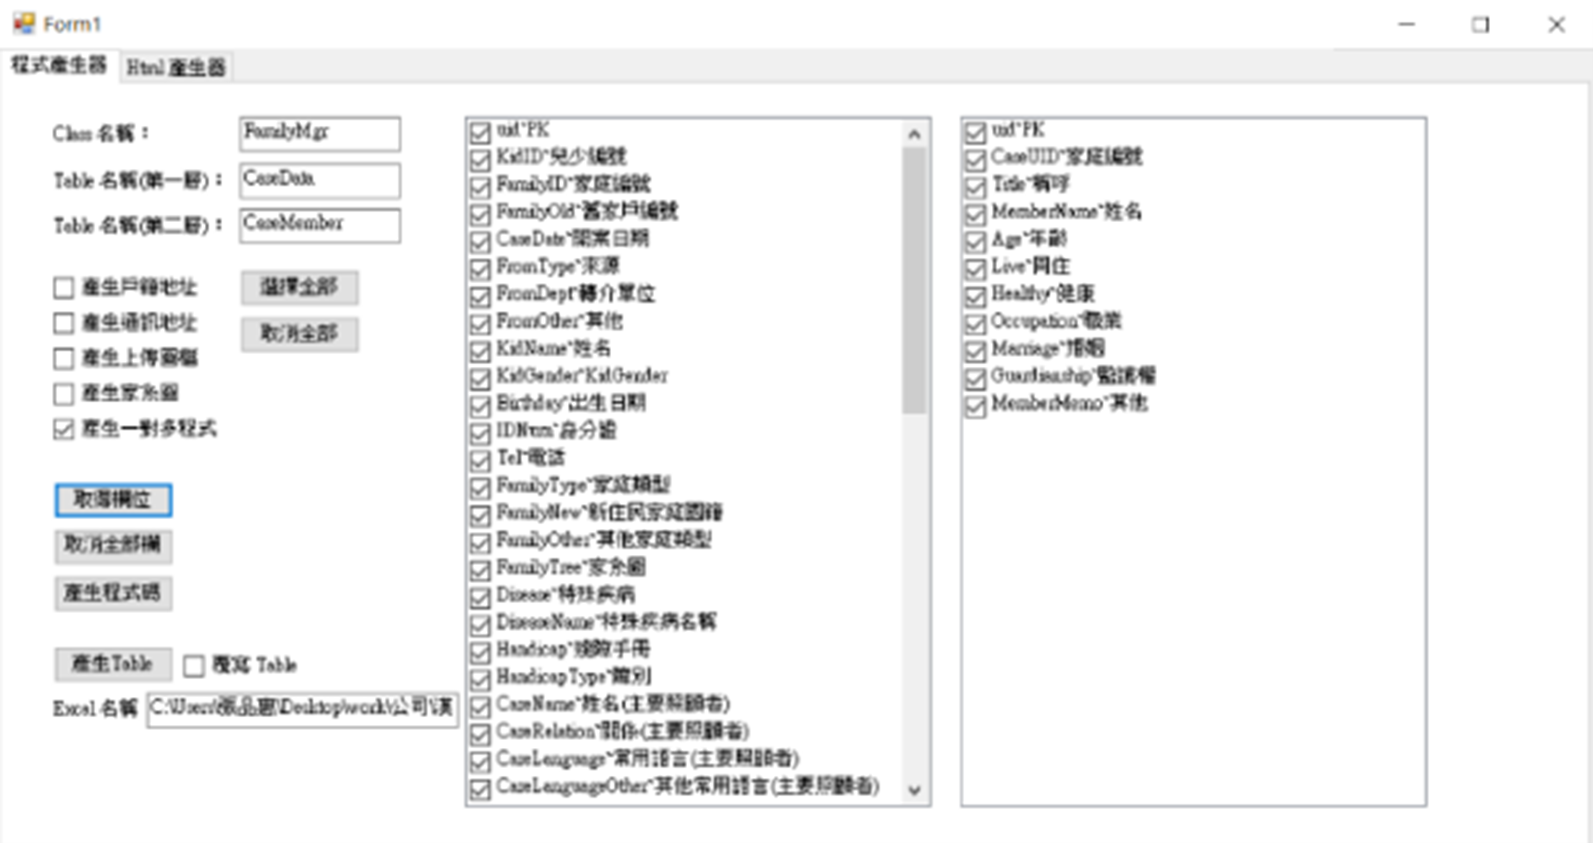 Form1
程式產生器
Html 產生器
Class 名稱：
FamilyMgr
Table 名稱(第一層)：
CaseData
Table 名稱(第二層)：
CaseMember
產生戶籍地址
選擇全部
產生通訊地址
取消全部
產生上傳圖檔
產生家系圖
產生一對多程式
取得欄位
取消全部欄
產生程式碼
產生Table
覆寫 Table
Excel 名稱
C:\Users\張品寤\Desktop\work\公司\漢
uid~PK
KidID~兒少編號
FamilyID~家庭編號
FamilyOld~舊家戶編號
CaseDate~開案日期
FromType~來源
FromDept~轉介單位
FromOther~其他
KidName~姓名
KidGender~KidGender
Birthday~出生日期
IDNum~身分證
Tel~電話
FamilyType~家庭類型
FamilyNew~新住民家庭國籍
FamilyOther~其他家庭類型
FamilyTree~家系圖
Disease~特殊疾病
DiseaseName~特殊疾病名稱
Handicap~殘障手冊
HandicapType~障別
CaseName~姓名(主要照顧者)
CaseRelation~關係(主要照顧者)
CaseLanguage~常用語言(主要照顧者)
CaseLanguageOther~其他常用語言(主要照顧者)
uid~PK
CaseUID~家庭編號
Title~稱呼
MemberName~姓名
Age~年齡
Live~同住
Healthy~健康
Occupation~職業
Marriage~婚姻
Guardianship~監護權
MemberMemo~其他